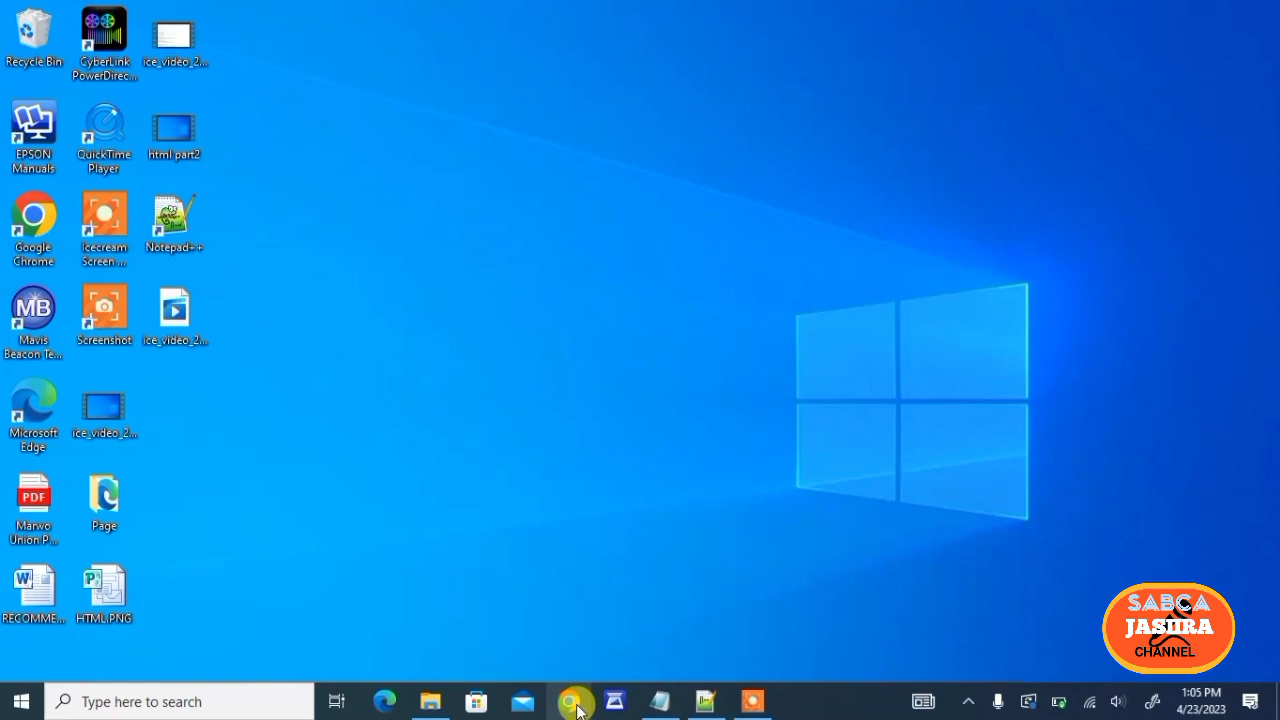 Recycle Bin
CyberLink
PowerDirec...
ice_video_2...
EPSON
Manuals
QuickTime
Player
html part2
Google
Chrome
Icecream
Screen ...
Notepad++
MB
Mavis
Beacon Te...
Screenshot
ice_video_2...
Microsoft
Edge
ice_video_2...
PDF
Marwo
Union P...
Page
RECOMME...
HTML.PNG
SABCA
JASIIRA
CHANNEL
Type here to search
1:05 PM
4/23/2023